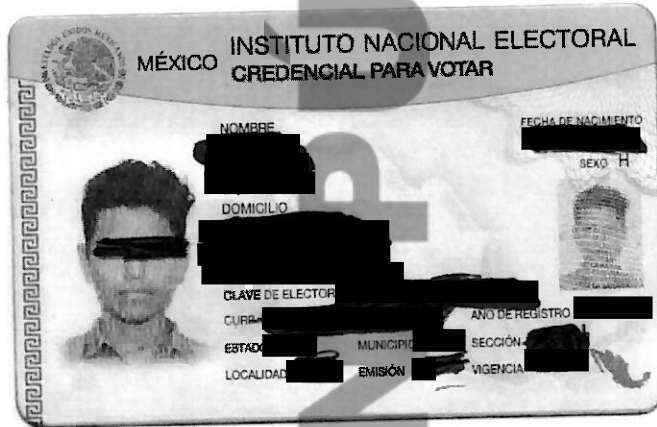 MÉXICO INSTITUTO NACIONAL ELECTORAL
CREDENCIAL PARA VOTAR
NOMBRE
FECHA DE NACIMIENTO
SEXO H
DOMICILIO
CLAVE DE ELECTOR
CURP
AÑO DE REGISTRO
ESTADO
MUNICIPIO
SECCIÓN
LOCALIDAD
EMISIÓN
VIGENCIA